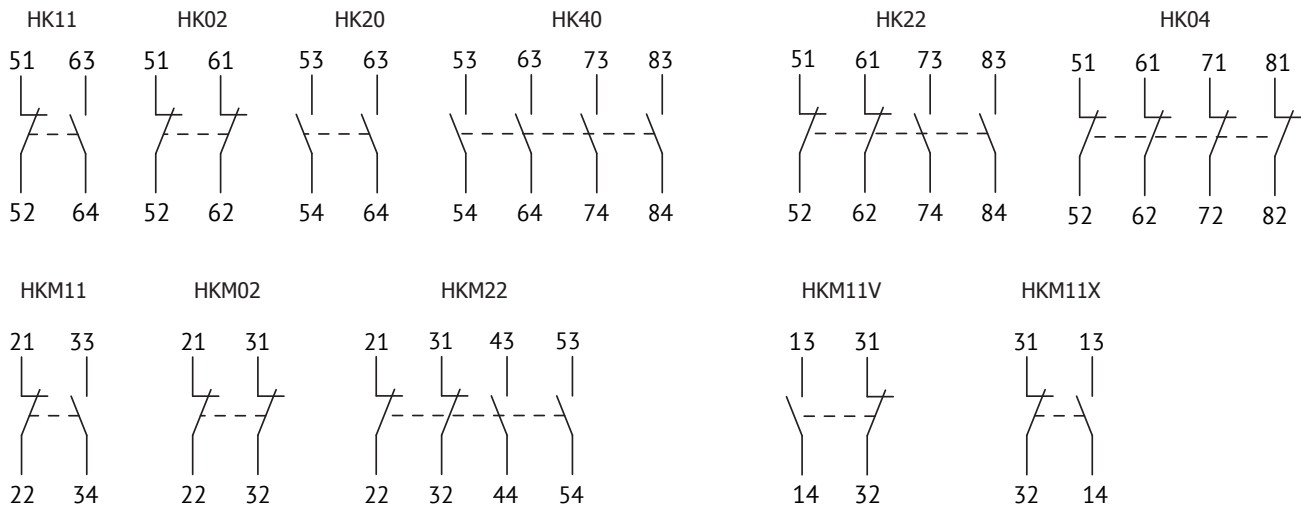 HK11 HK02 HK20 HK40 HK22 HK04
51 63 51 61 53 63 53 63 73 83 51 61 73 83 51 61 71 81
52 64 52 62 54 64 54 64 74 84 52 62 74 84 52 62 72 82
HKM11 HKM02 HKM22 HKM11V HKM11X
21 33 21 31 21 31 43 53 13 31 31 13
22 34 22 32 22 32 44 54 14 32 32 14